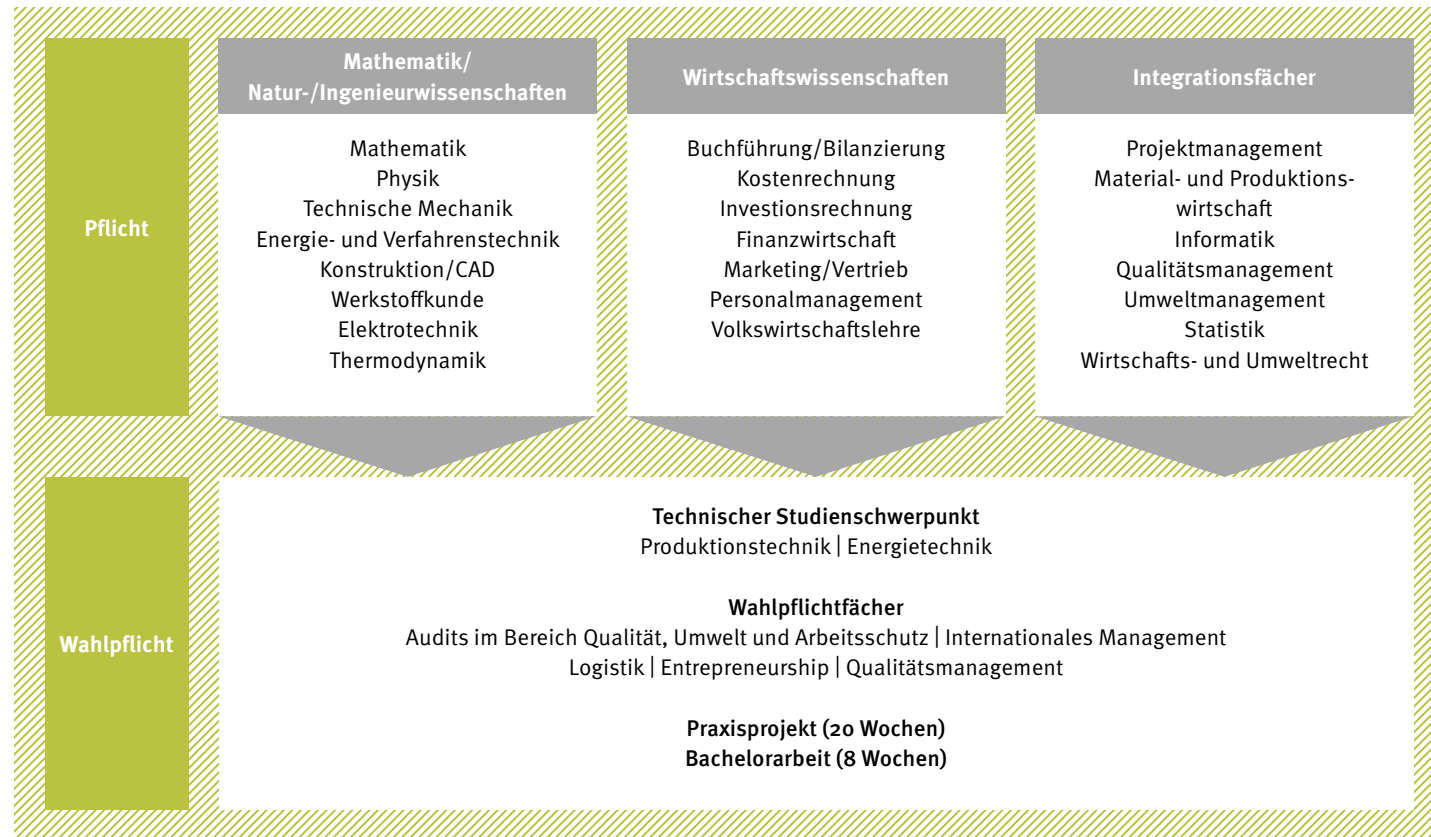 Pflicht
Mathematik/
Natur-/Ingenieurwissenschaften
Mathematik
Physik
Technische Mechanik
Energie- und Verfahrenstechnik
Konstruktion/CAD
Werkstoffkunde
Elektrotechnik
Thermodynamik
Wirtschaftswissenschaften
Buchführung/Bilanzierung
Kostenrechnung
Investionsrechnung
Finanzwirtschaft
Marketing/Vertrieb
Personalmanagement
Volkswirtschaftslehre
Integrationsfächer
Projektmanagement
Material- und Produktions-
wirtschaft
Informatik
Qualitätsmanagement
Umweltmanagement
Statistik
Wirtschafts- und Umweltrecht
Wahlpflicht
Technischer Studienschwerpunkt
Produktionstechnik | Energietechnik
Wahlpflichtfächer
Audits im Bereich Qualität, Umwelt und Arbeitsschutz | Internationales Management
Logistik | Entrepreneurship | Qualitätsmanagement
Praxisprojekt (20 Wochen)
Bachelorarbeit (8 Wochen)